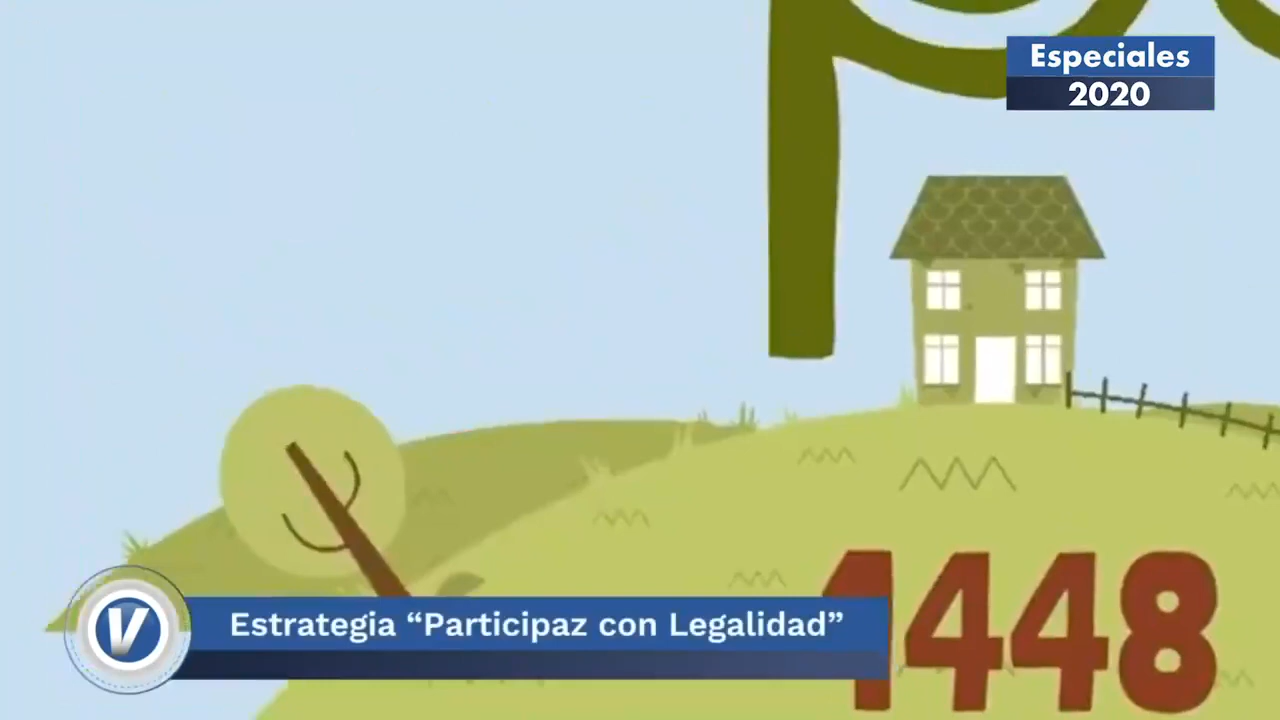 Especiales
2020
1448
Estrategia “Participaz con Legalidad”
V